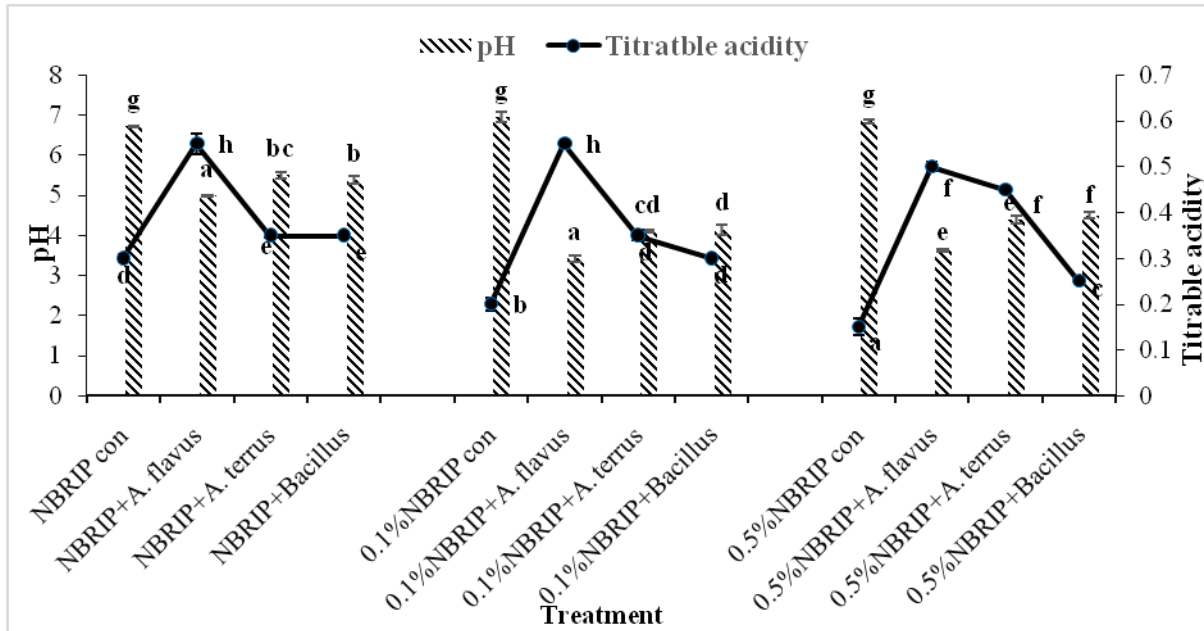 pH Titratble acidity
8
7
6
5
4
3
2
1
0
pH
0.7
0.6
0.5
0.4
0.3
0.2
0.1
0
Titrable acidity
g
h
a
bc
b
d
e
e
g
h
a
cd
d
b
d
d
g
f
e
e
f
f
a
c
NBRIP con
NBRIP+A. flavus
NBRIP+A. terrus
NBRIP+Bacillus
0.1%NBRIP con
0.1%NBRIP+A. flavus
0.1%NBRIP+A. terrus
0.1%NBRIP+Bacillus
0.5%NBRIP con
0.5%NBRIP+A. flavus
0.5%NBRIP+A. terrus
0.5%NBRIP+Bacillus
Treatment